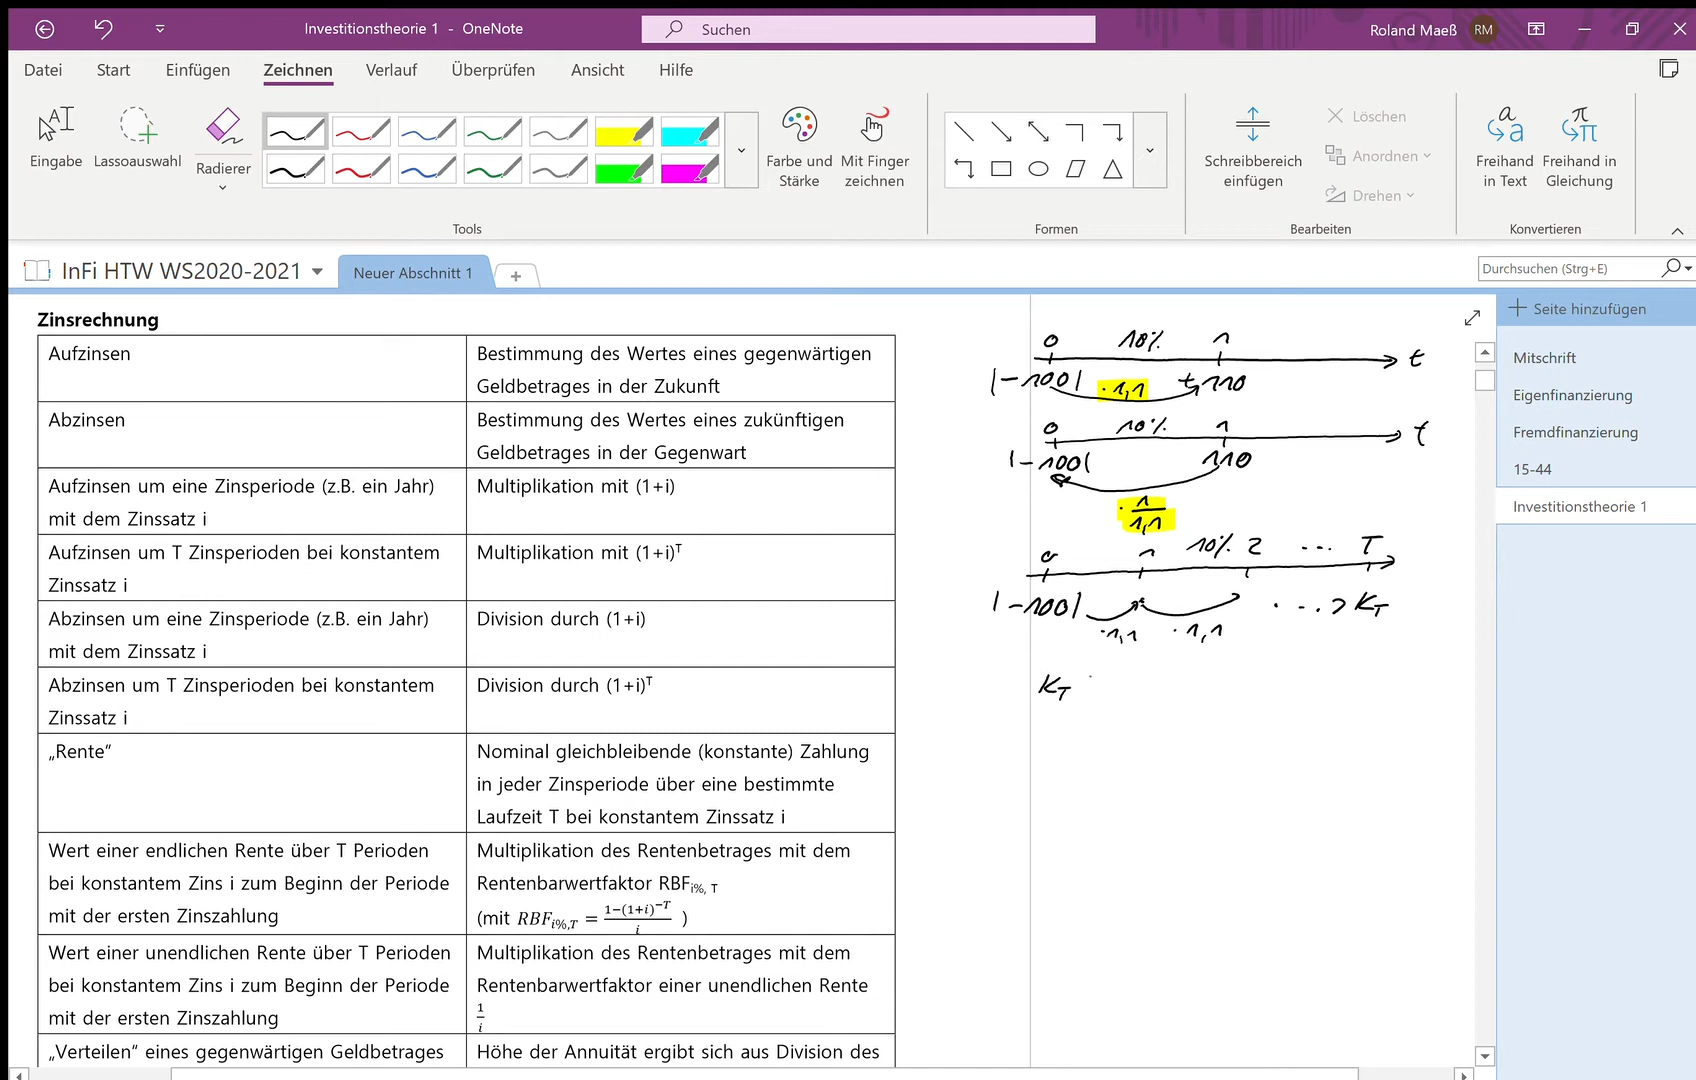 Investitionstheorie 1 - OneNote
Suchen
Roland Maeß
RM
Datei Start Einfügen Zeichnen Verlauf Überprüfen Ansicht Hilfe
Eingabe
Lassoauswahl
Radierer
Farbe und Stärke
Mit Finger zeichnen
Schreibbereich einfügen
Löschen
Anordnen
Drehen
Freihand in Text
Freihand in Gleichung
Tools
Formen
Bearbeiten
Konvertieren
InFi HTW WS2020-2021
Neuer Abschnitt 1
Durchsuchen (Strg+E)
Seite hinzufügen
Mitschrift
Eigenfinanzierung
Fremdfinanzierung
15-44
Investitionstheorie 1
Zinsrechnung
Aufzinsen
Bestimmung des Wertes eines gegenwärtigen
Geldbetrages in der Zukunft
Abzinsen
Bestimmung des Wertes eines zukünftigen
Geldbetrages in der Gegenwart
Aufzinsen um eine Zinsperiode (z.B. ein Jahr)
mit dem Zinssatz i
Multiplikation mit (1+i)
Aufzinsen um T Zinsperioden bei konstantem
Zinssatz i
Multiplikation mit (1+i)^T
Abzinsen um eine Zinsperiode (z.B. ein Jahr)
mit dem Zinssatz i
Division durch (1+i)
Abzinsen um T Zinsperioden bei konstantem
Zinssatz i
Division durch (1+i)^T
„Rente“
Nominal gleichbleibende (konstante) Zahlung
in jeder Zinsperiode über eine bestimmte
Laufzeit T bei konstantem Zinssatz i
Wert einer endlichen Rente über T Perioden
bei konstantem Zins i zum Beginn der Periode
mit der ersten Zinszahlung
Multiplikation des Rentenbetrages mit dem
Rentenbarwertfaktor RBF_i%, T
(mit RBF_i%,T = (1-(1+i)^-T)/i )
Wert einer unendlichen Rente über T Perioden
bei konstantem Zins i zum Beginn der Periode
mit der ersten Zinszahlung
Multiplikation des Rentenbetrages mit dem
Rentenbarwertfaktor einer unendlichen Rente
1/i
„Verteilen“ eines gegenwärtigen Geldbetrages
Höhe der Annuität ergibt sich aus Division des
0 10% 1 t
|-100| · 1,1 +110
0 10% 1 t
|-100| 110
· 1/1,1
0 1 10% 2 ... T
|-100| ... K_T
·1,1 ·1,1
K_T